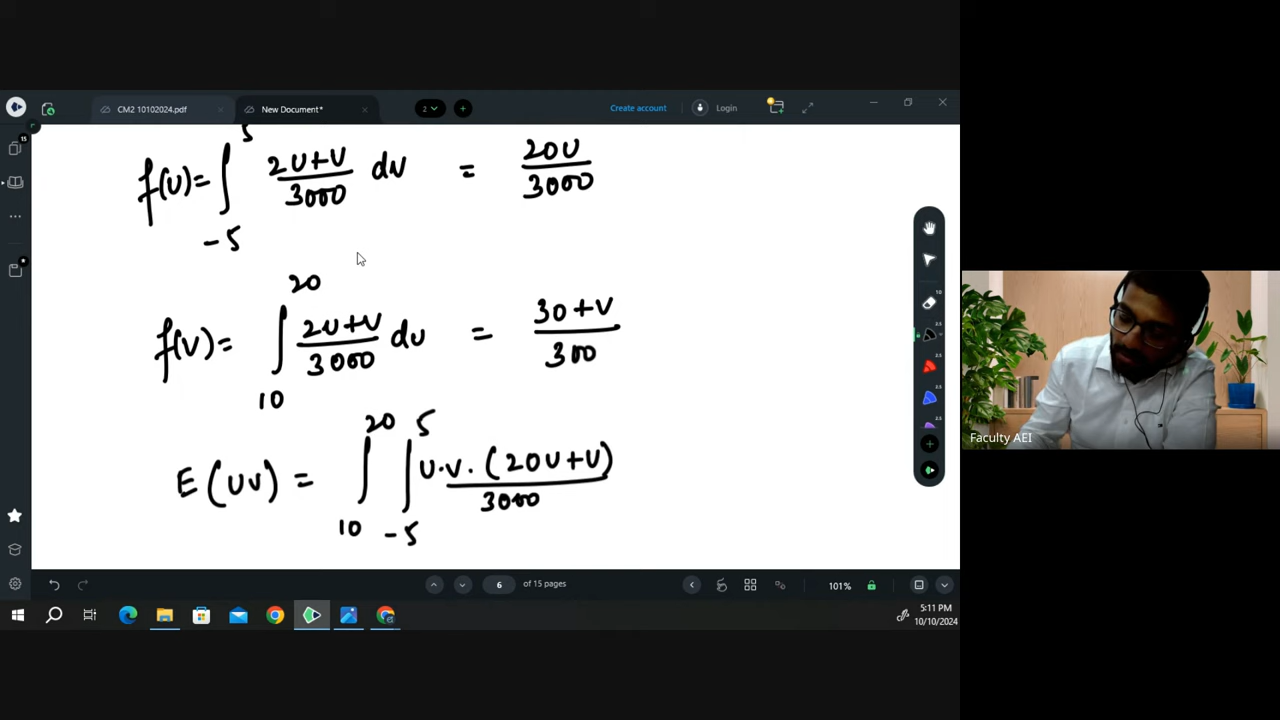 CM2 10102024.pdf
New Document*
2
Create account
Login
15
5
f(U)= ∫ 2U+V / 3000 dV = 20U / 3000
-5
20
f(V)= ∫ 2U+V / 3000 dU = 30+V / 300
10
20 5
E(UV) = ∫ ∫ U.V. (20U+V) / 3000
10 -5
Faculty AEI
6 of 15 pages
101%
5:11 PM
10/10/2024